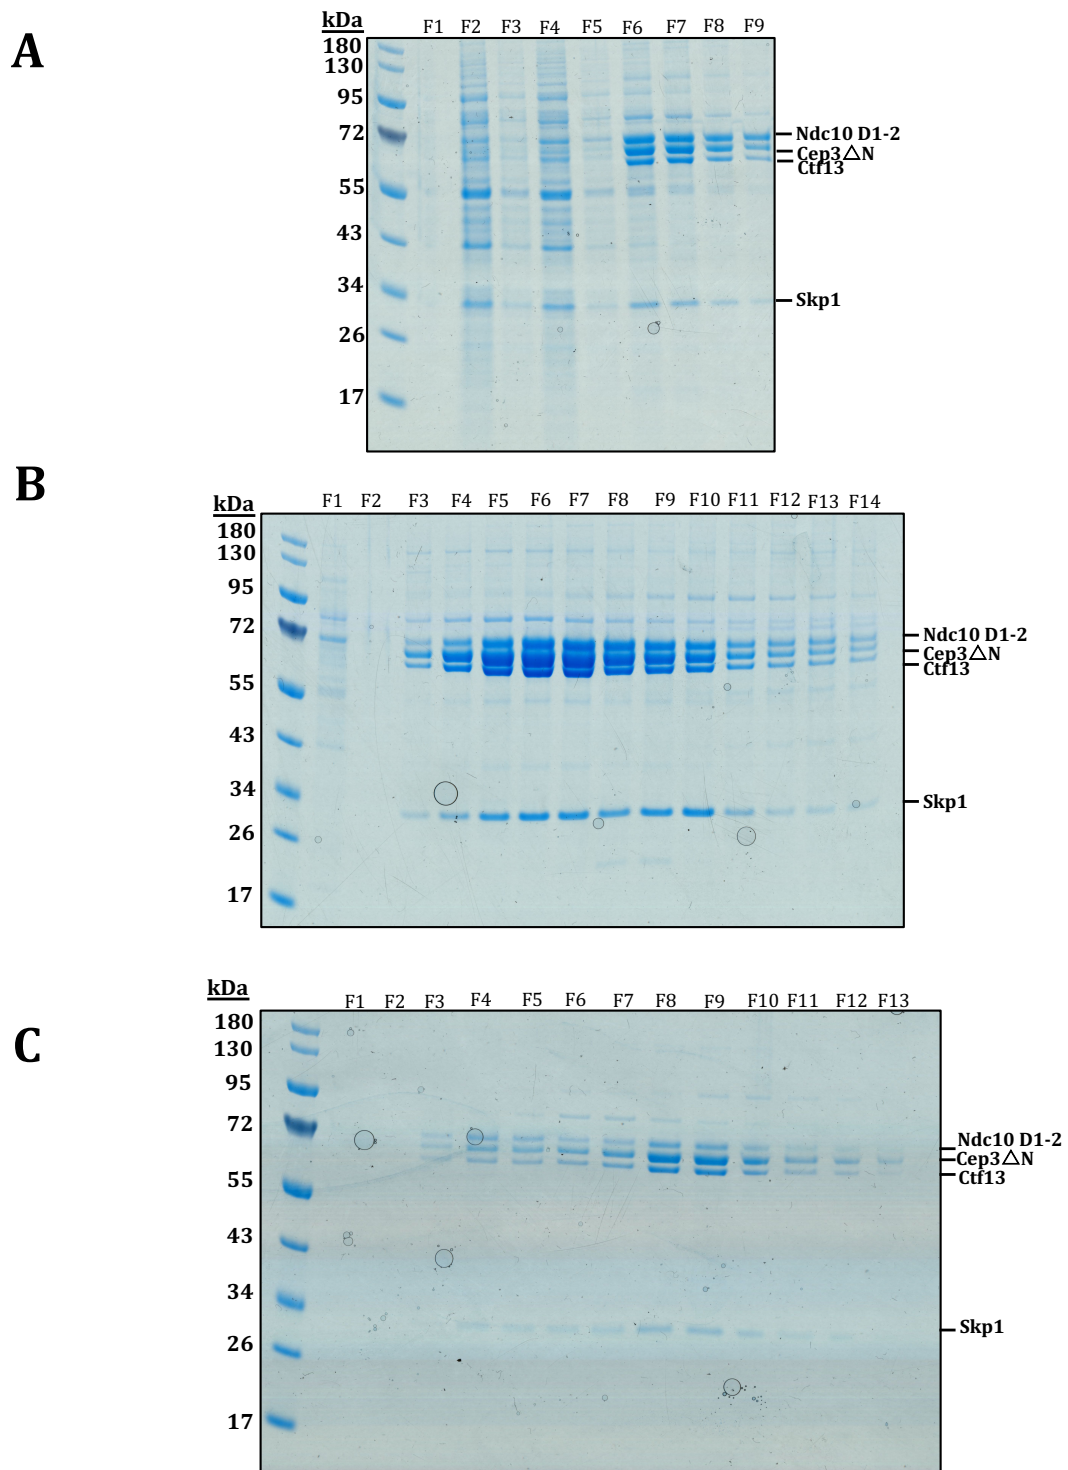 A
kDa F1 F2 F3 F4 F5 F6 F7 F8 F9
180
130
95
72
55
43
34
26
17
Ndc10 D1-2
Cep3△N
Ctf13
Skp1
B
kDa F1 F2 F3 F4 F5 F6 F7 F8 F9 F10 F11 F12 F13 F14
180
130
95
72
55
43
34
26
17
Ndc10 D1-2
Cep3△N
Ctf13
Skp1
C
kDa F1 F2 F3 F4 F5 F6 F7 F8 F9 F10 F11 F12 F13
180
130
95
72
55
43
34
26
17
Ndc10 D1-2
Cep3△N
Ctf13
Skp1